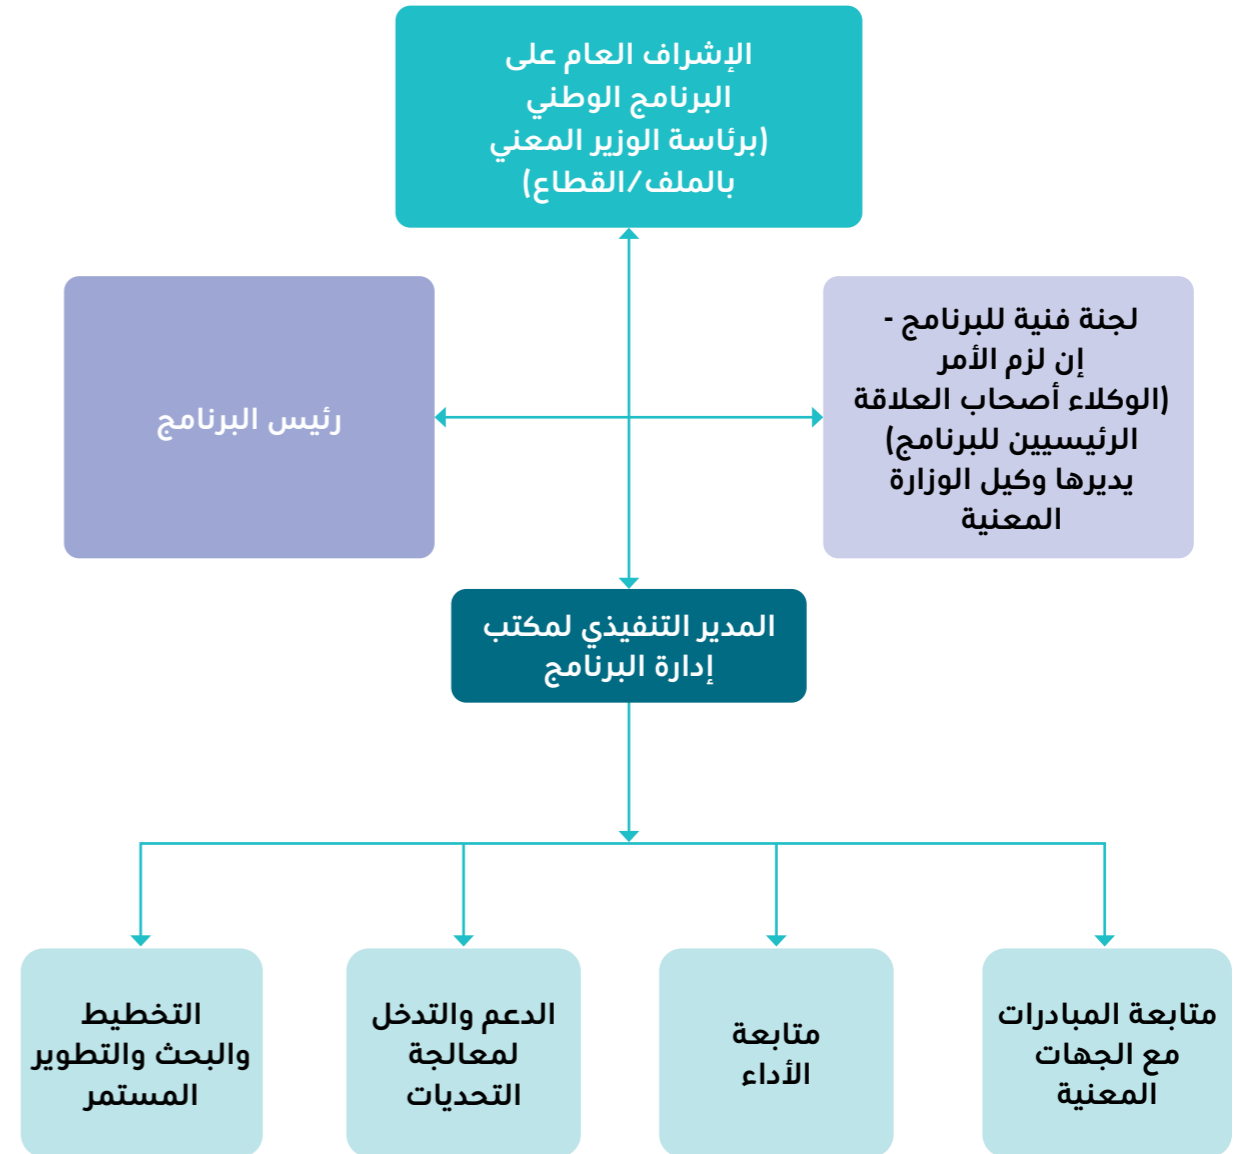 الإشراف العام على
البرنامج الوطني
(برئاسة الوزير المعني
بالملف/القطاع)
لجنة فنية للبرنامج -
إن لزم الأمر
(الوكلاء أصحاب العلاقة
الرئيسيين للبرنامج)
يديرها وكيل الوزارة
المعنية
رئيس البرنامج
المدير التنفيذي لمكتب
إدارة البرنامج
متابعة المبادرات
مع الجهات
المعنية
متابعة
الأداء
الدعم والتدخل
لمعالجة
التحديات
التخطيط
والبحث والتطوير
المستمر